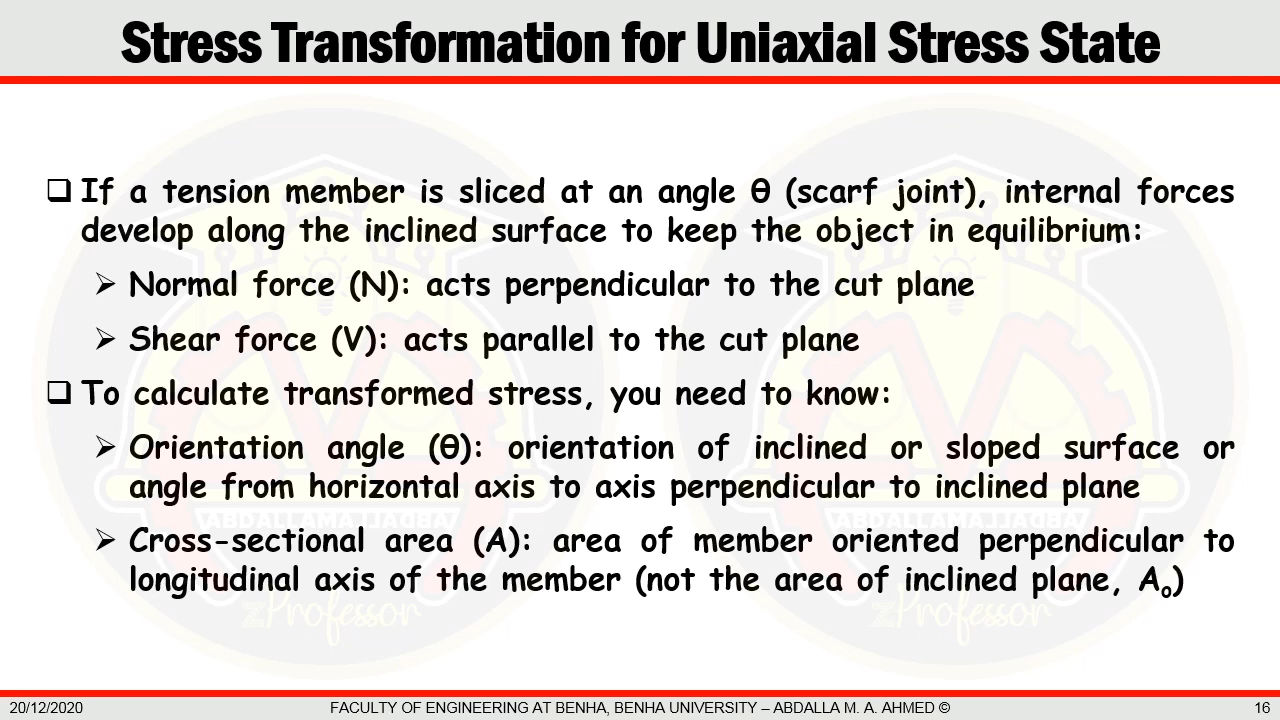 Stress Transformation for Uniaxial Stress State
❑ If a tension member is sliced at an angle θ (scarf joint), internal forces
develop along the inclined surface to keep the object in equilibrium:
➢ Normal force (N): acts perpendicular to the cut plane
➢ Shear force (V): acts parallel to the cut plane
❑ To calculate transformed stress, you need to know:
➢ Orientation angle (θ): orientation of inclined or sloped surface or
angle from horizontal axis to axis perpendicular to inclined plane
ABDALLAMAJJADAB ABDALLAMAJJADAB
➢ Cross-sectional area (A): area of member oriented perpendicular to
longitudinal axis of the member (not the area of inclined plane, Aₒ)
zProfessor zProfessor
20/12/2020 FACULTY OF ENGINEERING AT BENHA, BENHA UNIVERSITY – ABDALLA M. A. AHMED © 16